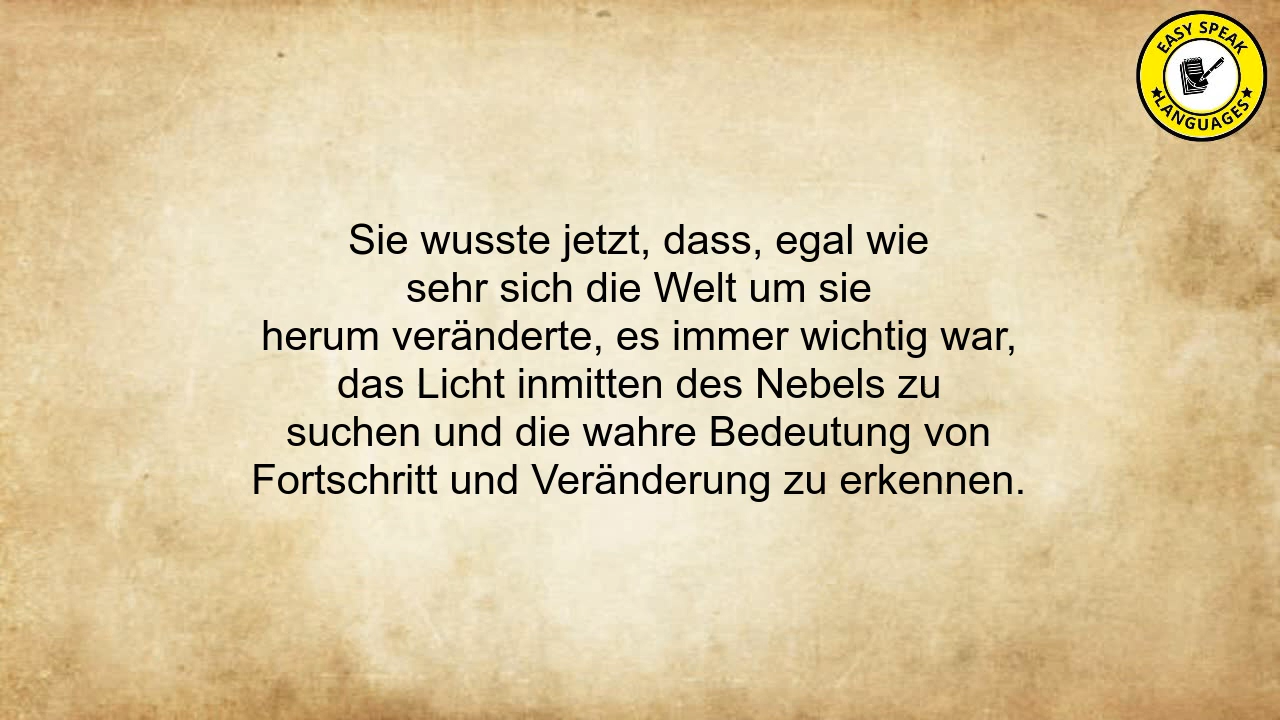 EASY SPEAK
LANGUAGES
Sie wusste jetzt, dass, egal wie
sehr sich die Welt um sie
herum veränderte, es immer wichtig war,
das Licht inmitten des Nebels zu
suchen und die wahre Bedeutung von
Fortschritt und Veränderung zu erkennen.